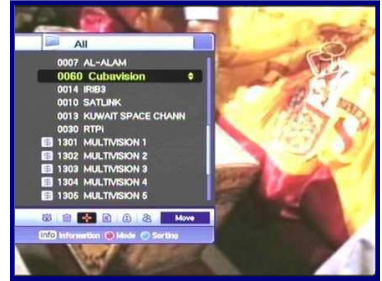 All
0007 AL-ALAM
0060 Cubavision
0014 IRIB3
0010 SATLINK
0013 KUWAIT SPACE CHANN
0030 RTPi
$ 1301 MULTIVISION 1
$ 1302 MULTIVISION 2
$ 1303 MULTIVISION 3
$ 1304 MULTIVISION 4
$ 1305 MULTIVISION 5
Move
Info Information Mode Sorting